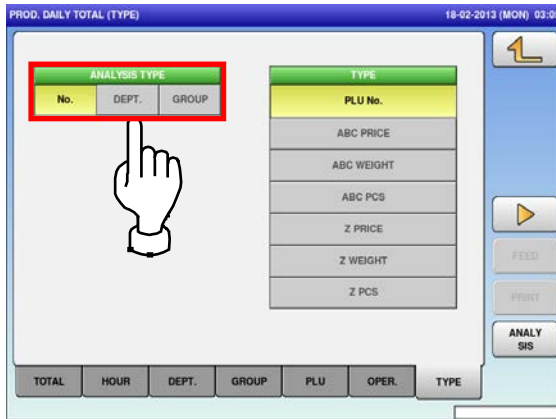 PROD. DAILY TOTAL (TYPE) 18-02-2013 (MON) 03:0
ANALYSIS TYPE
No. DEPT. GROUP
TYPE
PLU No.
ABC PRICE
ABC WEIGHT
ABC PCS
Z PRICE
Z WEIGHT
Z PCS
FEED
PRINT
ANALY
SIS
TOTAL HOUR DEPT. GROUP PLU OPER. TYPE